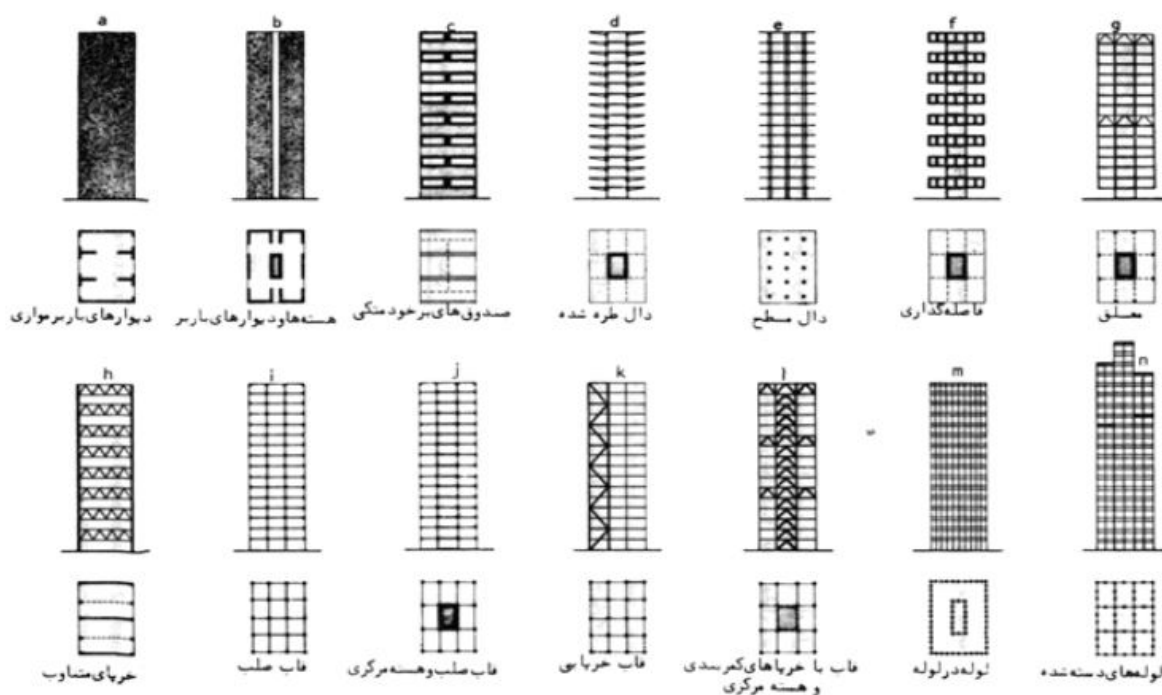 a b c d e f g
دیوارهای باربر موازی هسته‌ها و دیوارهای باربر صندوق‌های برخود متکی دال طره شده دال مسطح فاصله‌گذاری معلق
h i j k l m n
خرپای متناوب قاب صلب قاب صلب و هسته مرکزی قاب خرپایی قاب با خرپاهای کمربندی لوله در لوله لوله‌های دسته شده
و هسته مرکزی